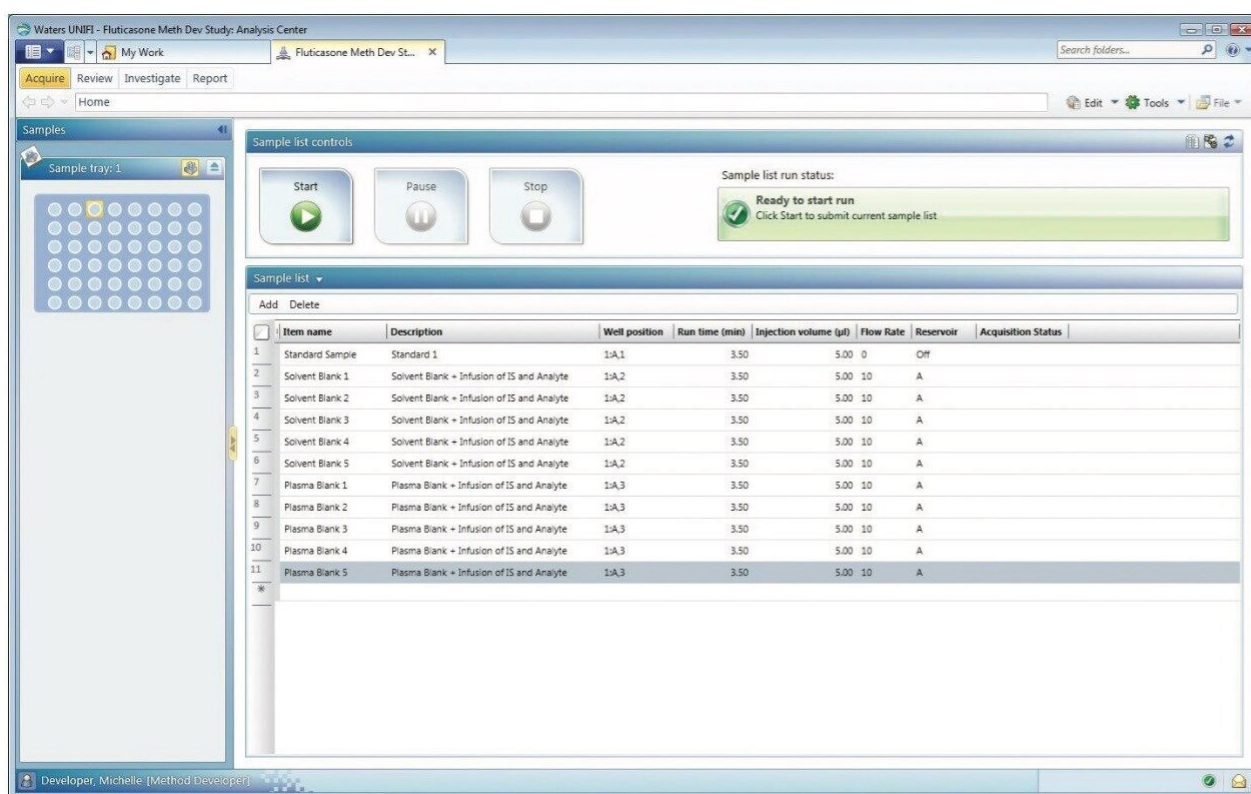 Waters UNIFI - Fluticasone Meth Dev Study: Analysis Center
My Work
Fluticasone Meth Dev St...
Search folders...
Acquire Review Investigate Report
Home
Edit Tools File
Samples
Sample tray: 1
Sample list controls
Start Pause Stop
Sample list run status:
Ready to start run
Click Start to submit current sample list
Sample list
Add Delete
Item name Description Well position Run time (min) Injection volume (µl) Flow Rate Reservoir Acquisition Status
1 Standard Sample Standard 1 1:A,1 3.50 5.00 0 Off
2 Solvent Blank 1 Solvent Blank + Infusion of IS and Analyte 1:A,2 3.50 5.00 10 A
3 Solvent Blank 2 Solvent Blank + Infusion of IS and Analyte 1:A,2 3.50 5.00 10 A
4 Solvent Blank 3 Solvent Blank + Infusion of IS and Analyte 1:A,2 3.50 5.00 10 A
5 Solvent Blank 4 Solvent Blank + Infusion of IS and Analyte 1:A,2 3.50 5.00 10 A
6 Solvent Blank 5 Solvent Blank + Infusion of IS and Analyte 1:A,2 3.50 5.00 10 A
7 Plasma Blank 1 Plasma Blank + Infusion of IS and Analyte 1:A,3 3.50 5.00 10 A
8 Plasma Blank 2 Plasma Blank + Infusion of IS and Analyte 1:A,3 3.50 5.00 10 A
9 Plasma Blank 3 Plasma Blank + Infusion of IS and Analyte 1:A,3 3.50 5.00 10 A
10 Plasma Blank 4 Plasma Blank + Infusion of IS and Analyte 1:A,3 3.50 5.00 10 A
11 Plasma Blank 5 Plasma Blank + Infusion of IS and Analyte 1:A,3 3.50 5.00 10 A
*
Developer, Michelle [Method Developer]